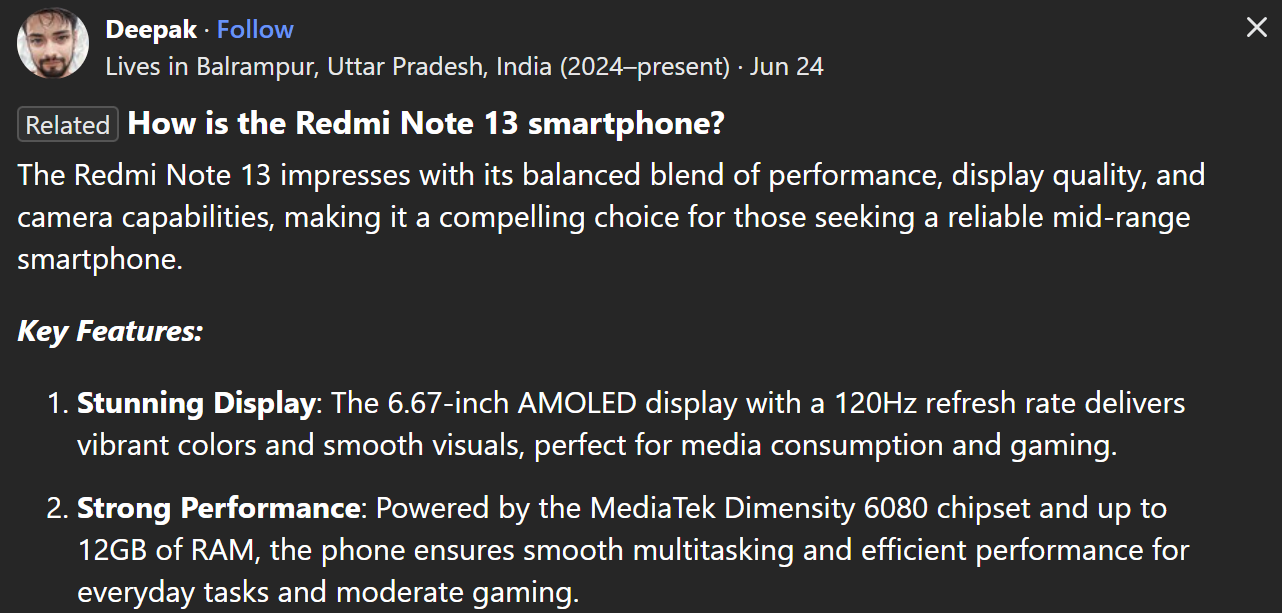 Deepak · Follow
Lives in Balrampur, Uttar Pradesh, India (2024–present) · Jun 24
Related How is the Redmi Note 13 smartphone?
The Redmi Note 13 impresses with its balanced blend of performance, display quality, and
camera capabilities, making it a compelling choice for those seeking a reliable mid-range
smartphone.
Key Features:
1. Stunning Display: The 6.67-inch AMOLED display with a 120Hz refresh rate delivers
vibrant colors and smooth visuals, perfect for media consumption and gaming.
2. Strong Performance: Powered by the MediaTek Dimensity 6080 chipset and up to
12GB of RAM, the phone ensures smooth multitasking and efficient performance for
everyday tasks and moderate gaming.